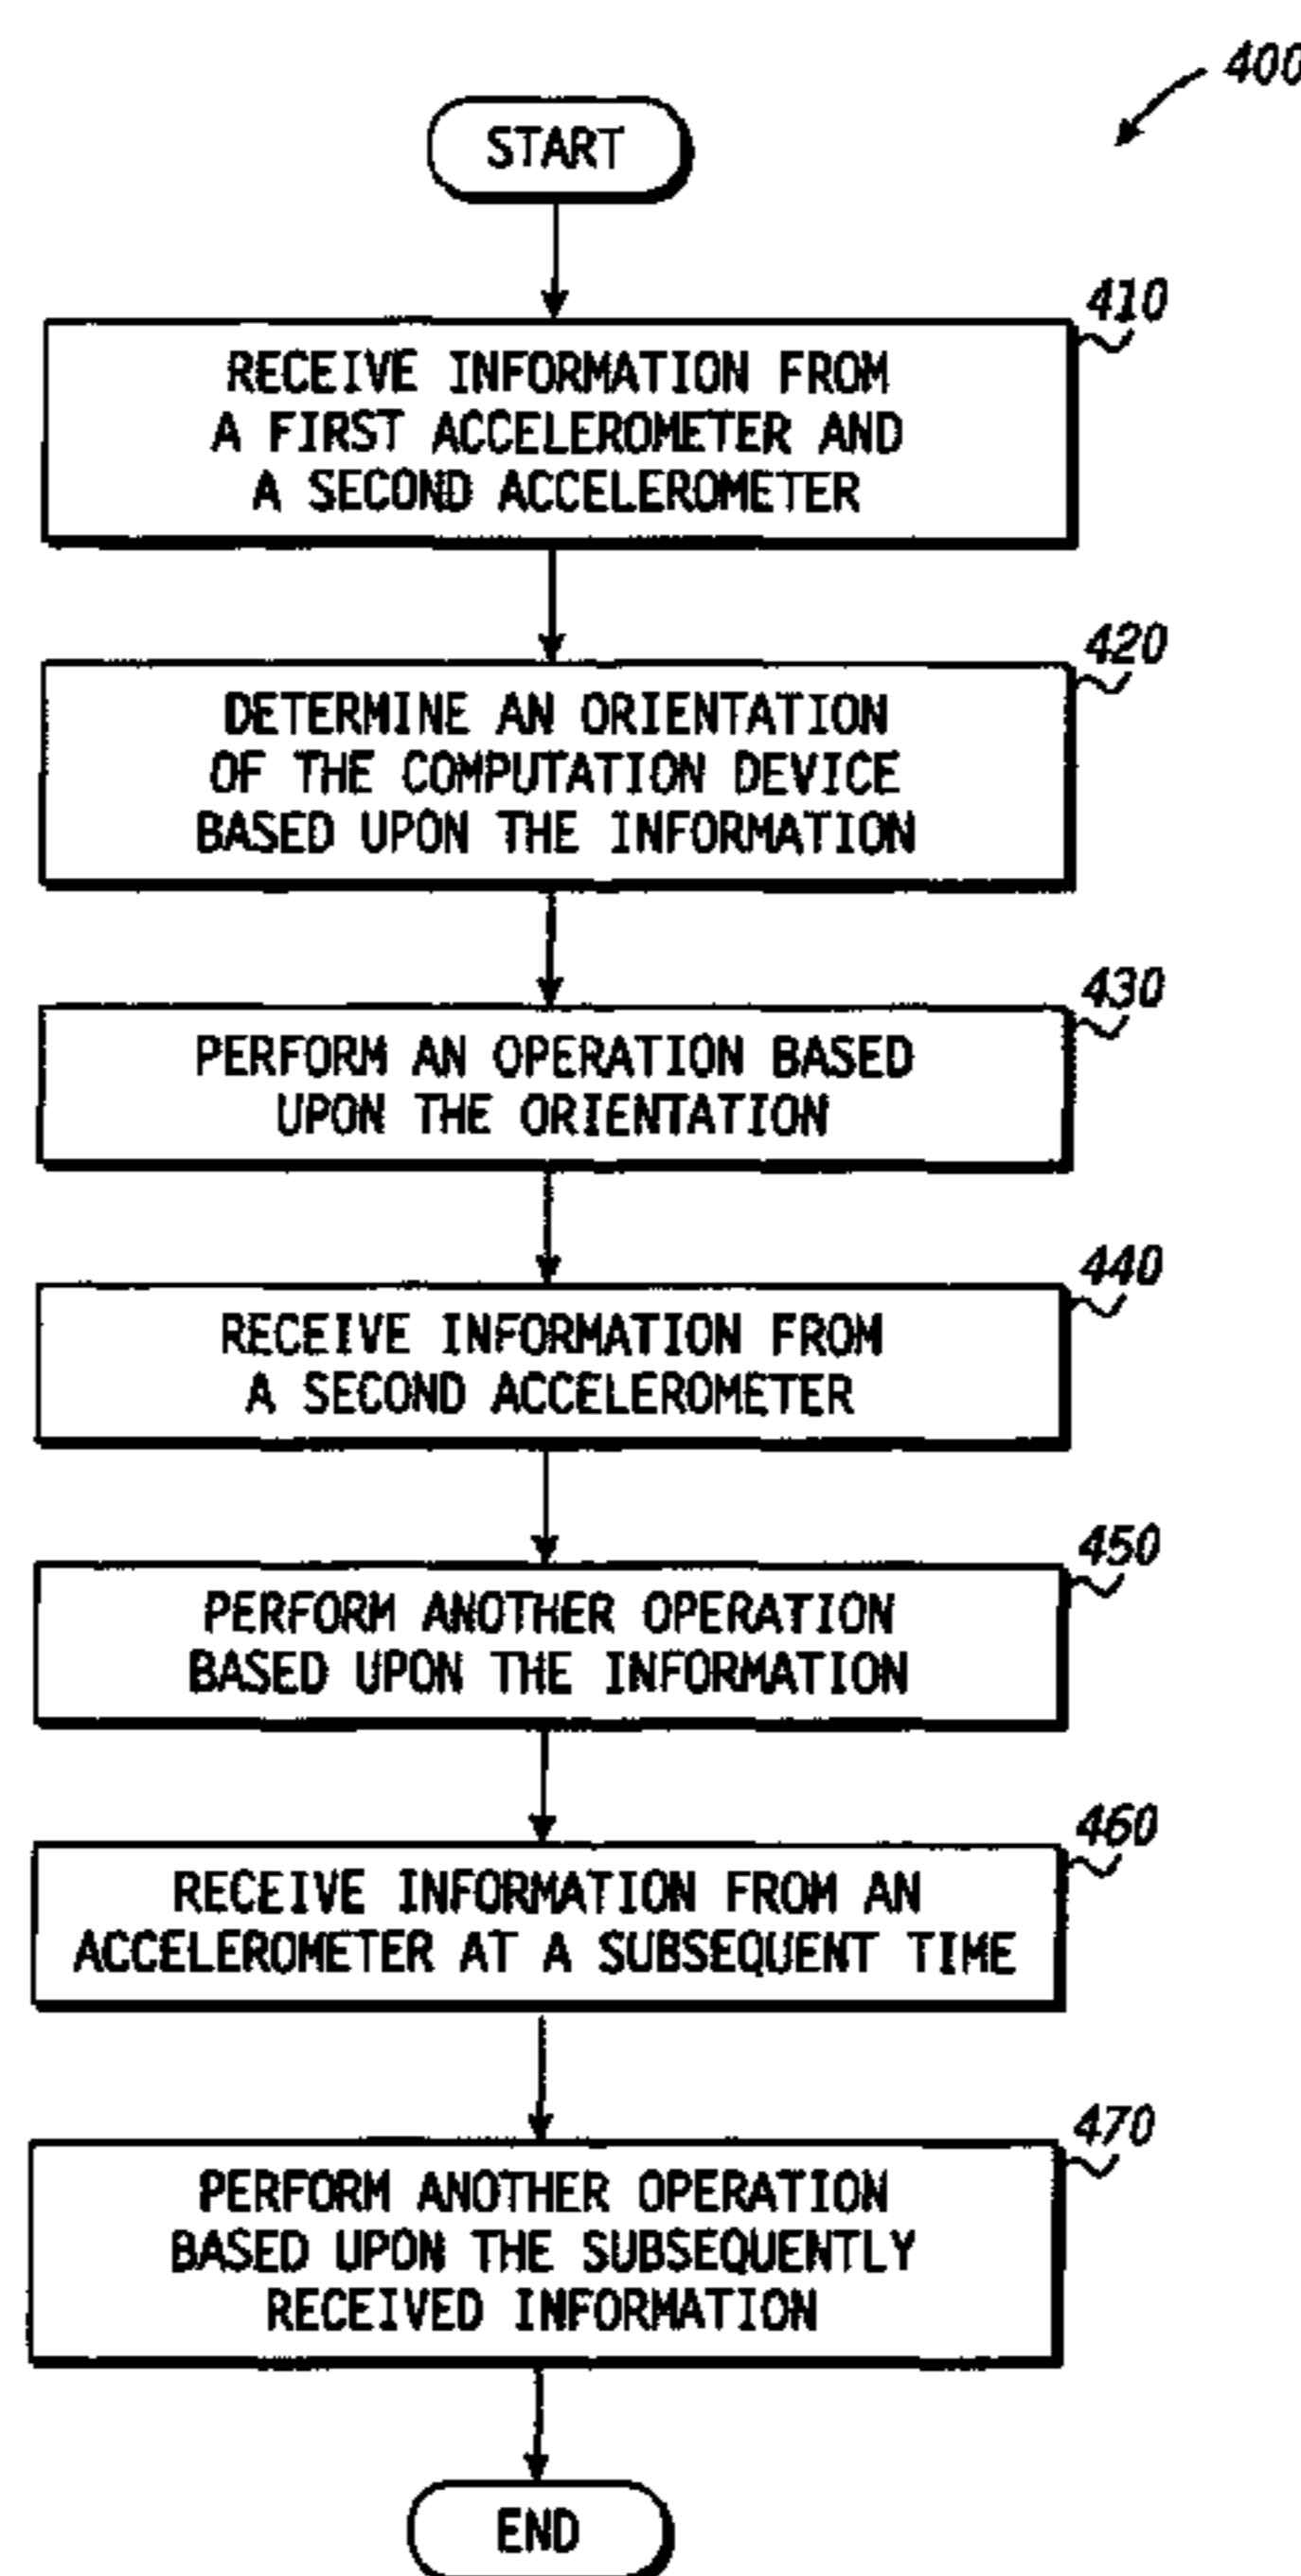 400
START
410
RECEIVE INFORMATION FROM
A FIRST ACCELEROMETER AND
A SECOND ACCELEROMETER
420
DETERMINE AN ORIENTATION
OF THE COMPUTATION DEVICE
BASED UPON THE INFORMATION
430
PERFORM AN OPERATION BASED
UPON THE ORIENTATION
440
RECEIVE INFORMATION FROM
A SECOND ACCELEROMETER
450
PERFORM ANOTHER OPERATION
BASED UPON THE INFORMATION
460
RECEIVE INFORMATION FROM AN
ACCELEROMETER AT A SUBSEQUENT TIME
470
PERFORM ANOTHER OPERATION
BASED UPON THE SUBSEQUENTLY
RECEIVED INFORMATION
END